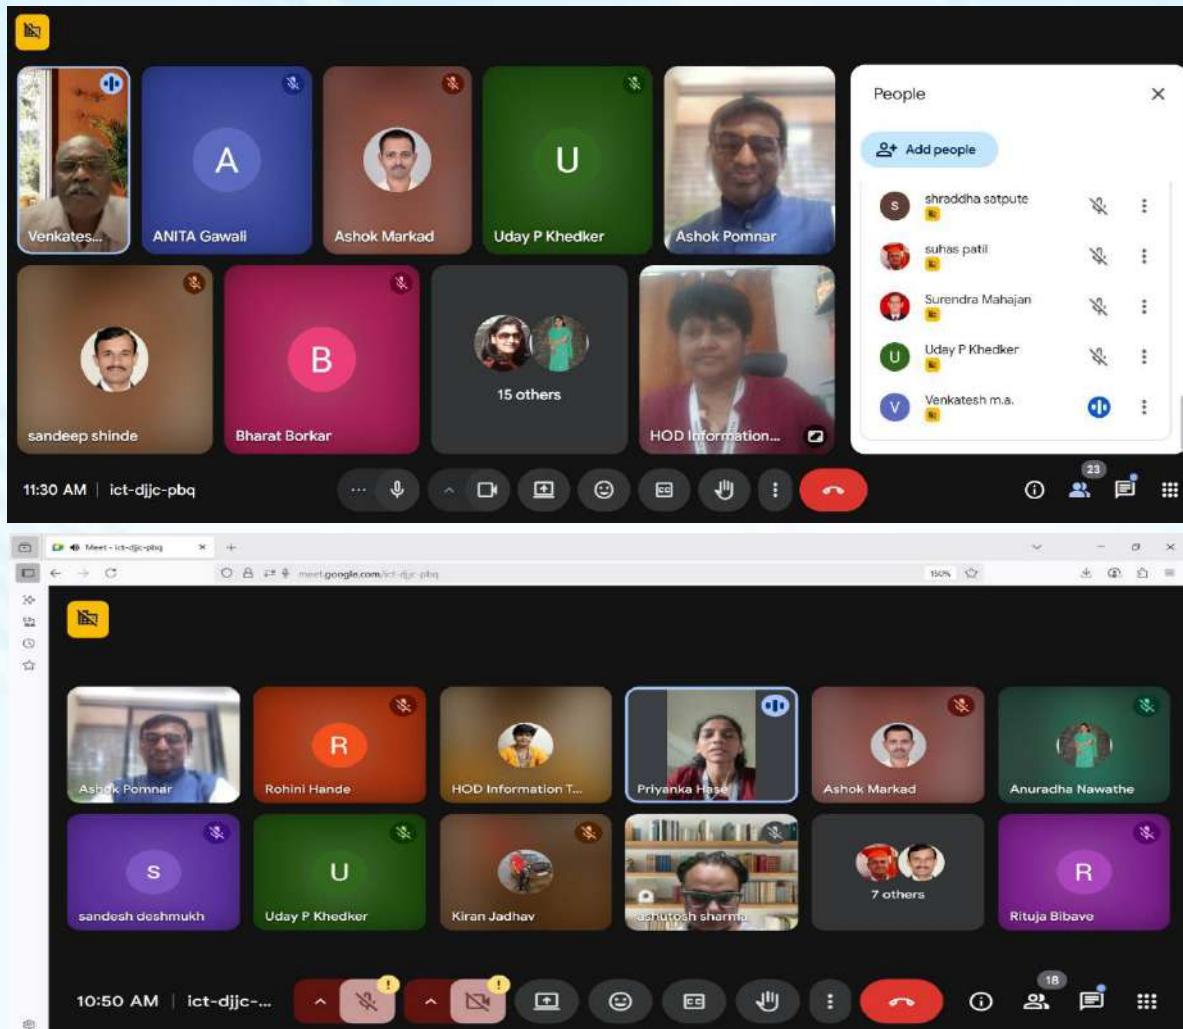 People
Add people
shraddha satpute
suhas patil
Surendra Mahajan
Uday P Khedker
Venkatesh m.a.
Venkates...
A
ANITA Gawali
Ashok Markad
U
Uday P Khedker
Ashok Pomnar
sandeep shinde
B
Bharat Borkar
15 others
HOD Information...
S
U
V
11:30 AM | ict-djjc-pbq
CC
23
Meet - ict-djjc-pbq
meet.google.com/ict-djjc-pbq
150%
Ashok Pomnar
R
Rohini Hande
HOD Information T...
Priyanka Hase
Ashok Markad
Anuradha Nawathe
S
sandesh deshmukh
U
Uday P Khedker
Kiran Jadhav
ashutosh sharma
7 others
R
Rituja Bibave
10:50 AM | ict-djjc-...
CC
18